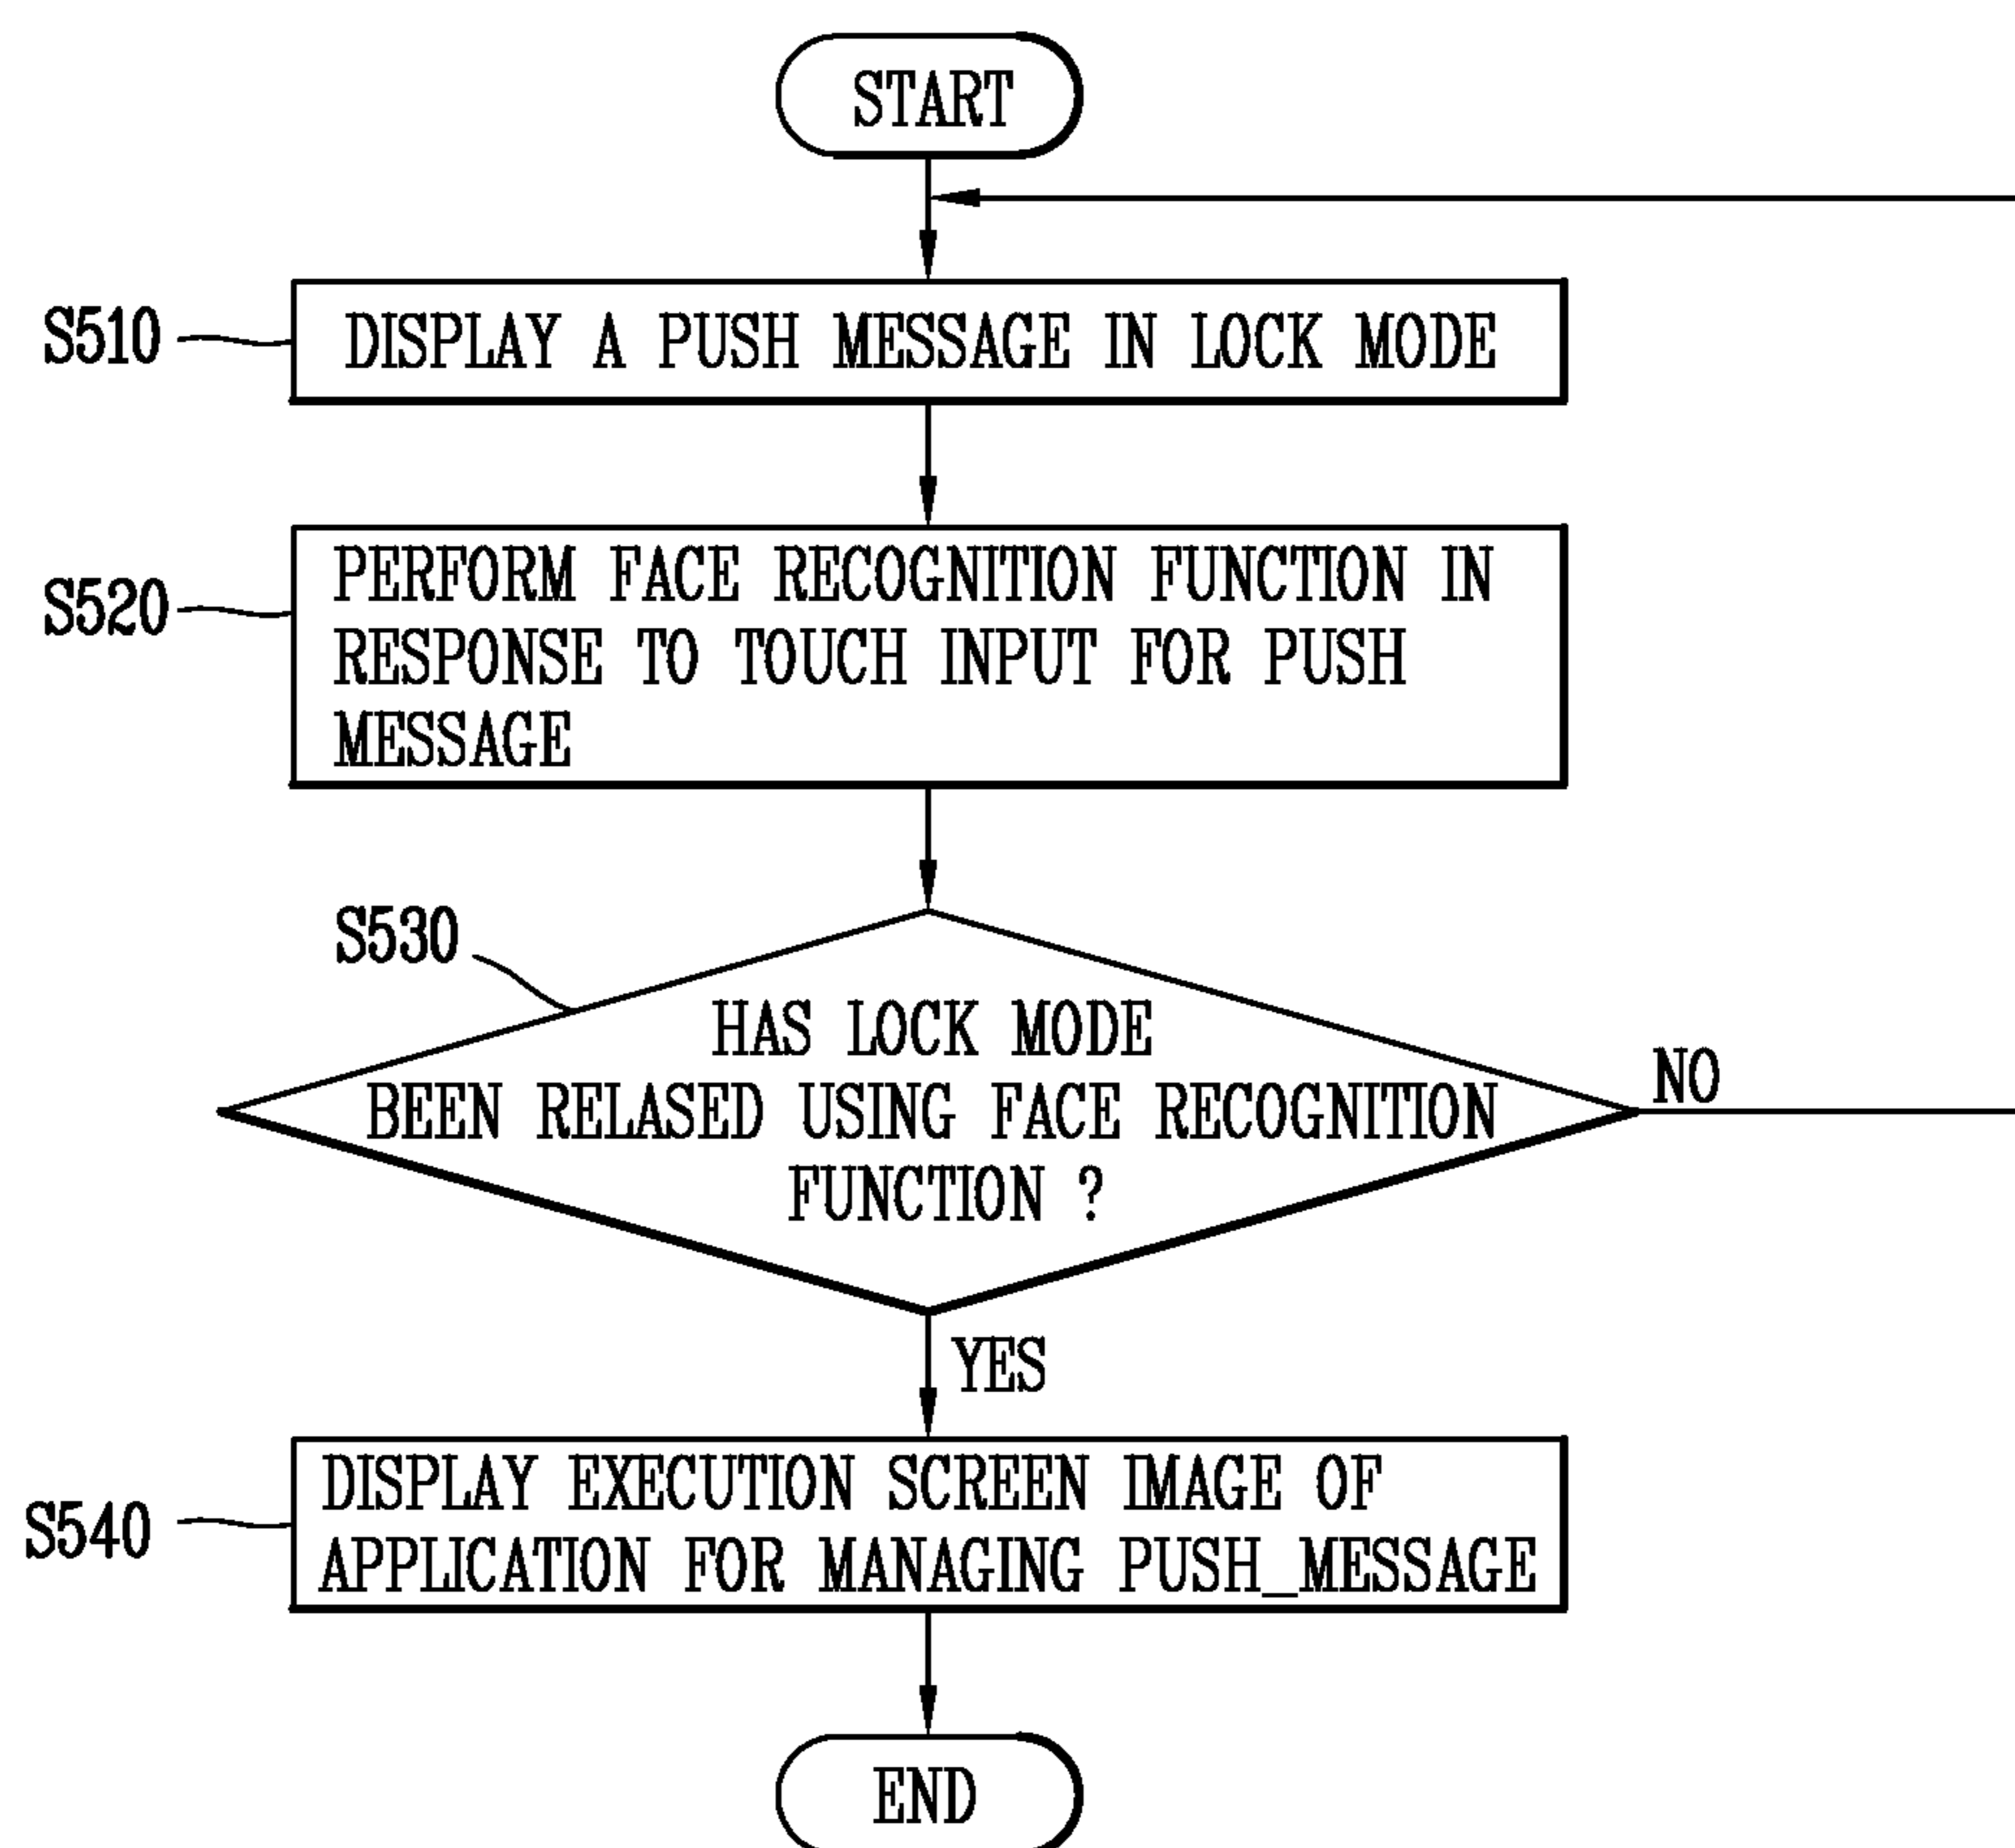 START
S510
DISPLAY A PUSH MESSAGE IN LOCK MODE
S520
PERFORM FACE RECOGNITION FUNCTION IN
RESPONSE TO TOUCH INPUT FOR PUSH
MESSAGE
S530
HAS LOCK MODE
BEEN RELASED USING FACE RECOGNITION
FUNCTION ?
NO
YES
S540
DISPLAY EXECUTION SCREEN IMAGE OF
APPLICATION FOR MANAGING PUSH_MESSAGE
END